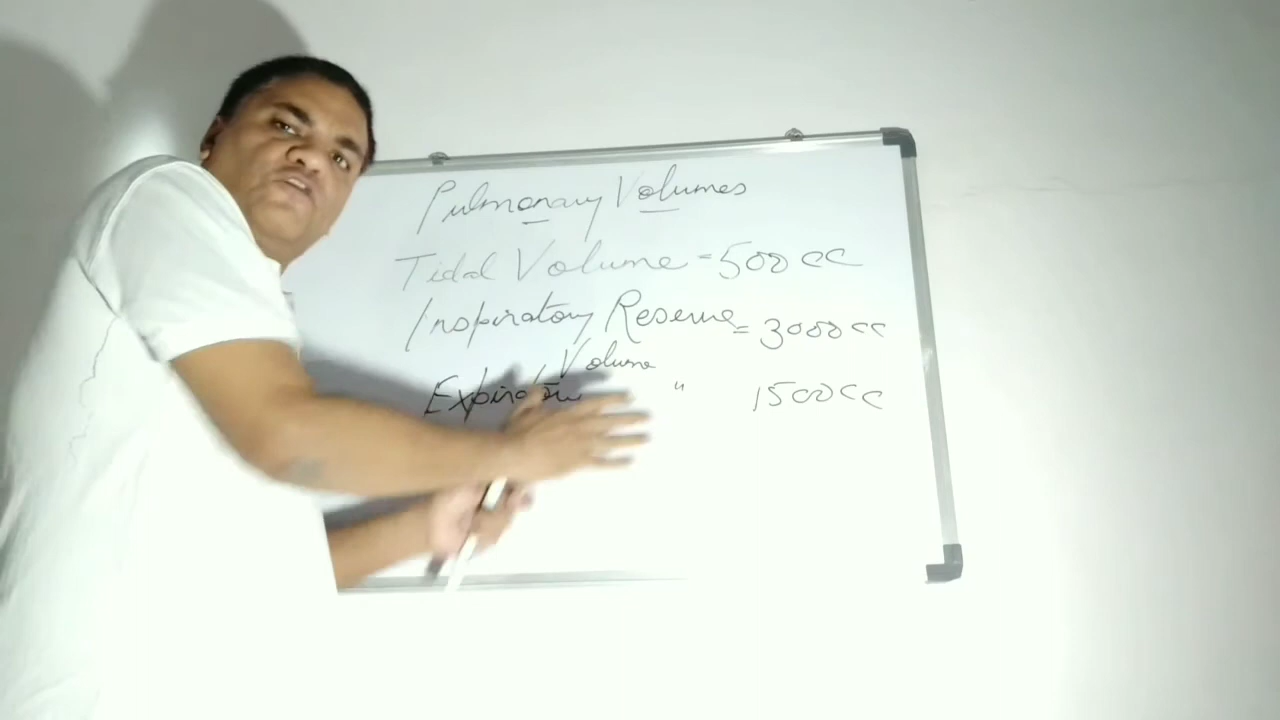 Pulmonary Volumes
Tidal Volume = 500 cc
Inspiratory Reserve = 3000 cc
Volume
Expiratory " 1500 cc